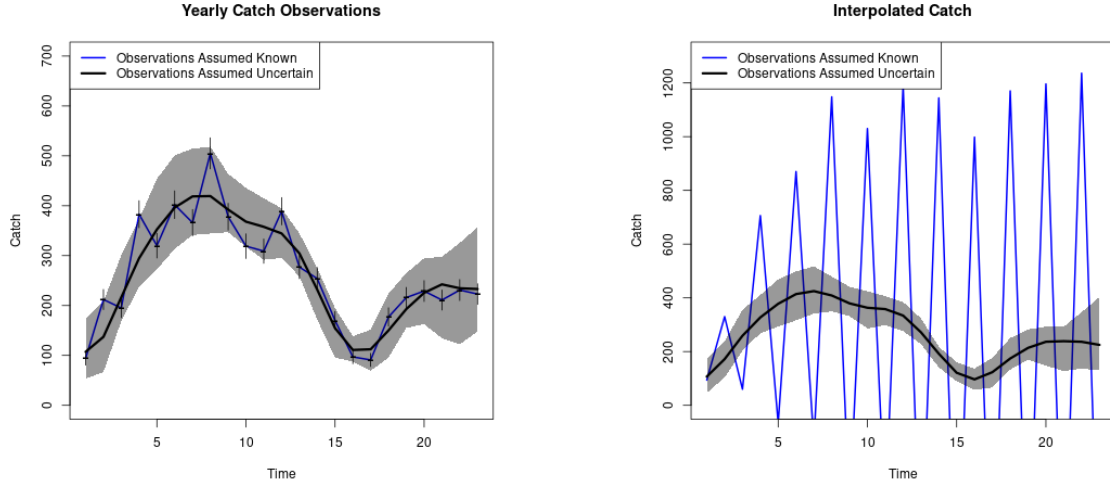 Yearly Catch Observations
Observations Assumed Known
Observations Assumed Uncertain
700
600
500
400
300
200
100
0
Catch
5
10
15
20
Time
Interpolated Catch
Observations Assumed Known
Observations Assumed Uncertain
1200
1000
800
600
400
200
0
Catch
5
10
15
20
Time